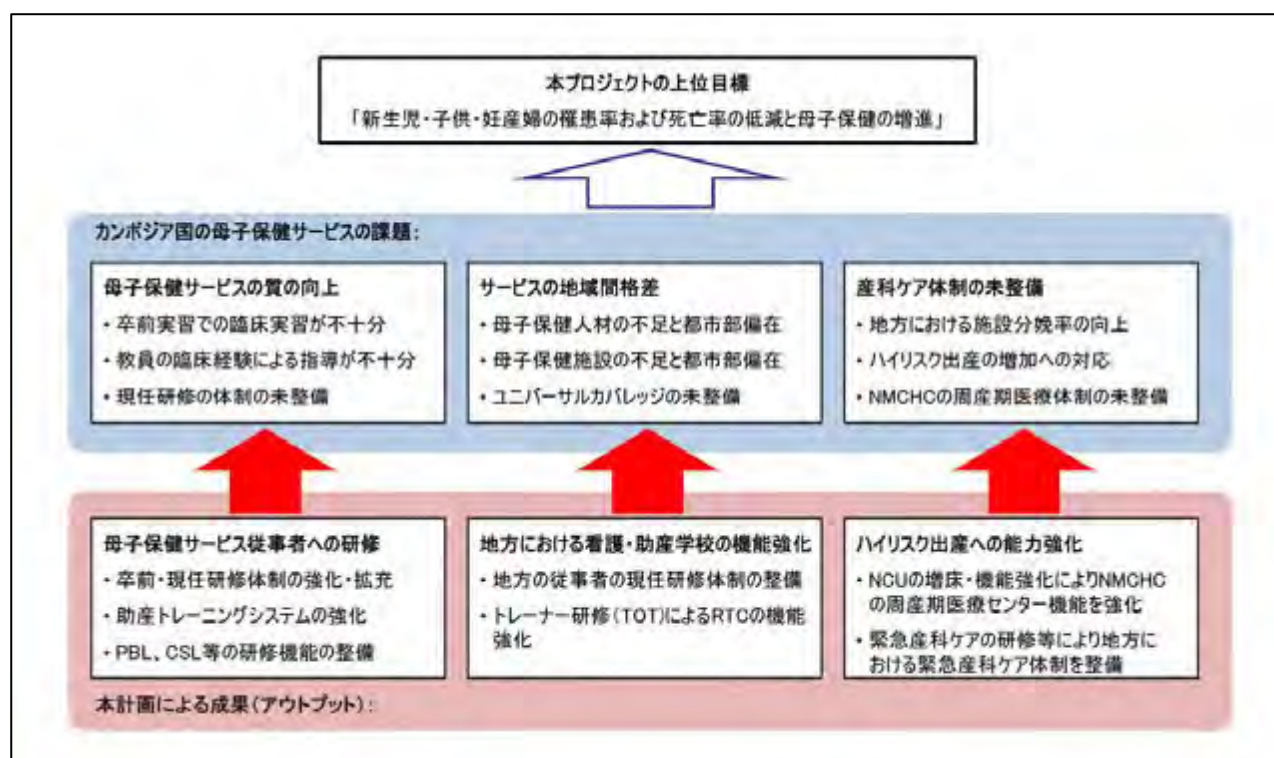 本プロジェクトの上位目標
「新生児・子供・妊産婦の罹患率および死亡率の低減と母子保健の増進」
カンボジア国の母子保健サービスの課題:
母子保健サービスの質の向上
・卒前実習での臨床実習が不十分
・教員の臨床経験による指導が不十分
・現任研修の体制の未整備
サービスの地域間格差
・母子保健人材の不足と都市部偏在
・母子保健施設の不足と都市部偏在
・ユニバーサルカバレッジの未整備
産科ケア体制の未整備
・地方における施設分娩率の向上
・ハイリスク出産の増加への対応
・NMCHCの周産期医療体制の未整備
母子保健サービス従事者への研修
・卒前・現任研修体制の強化・拡充
・助産トレーニングシステムの強化
・PBL、CSL等の研修機能の整備
地方における看護・助産学校の機能強化
・地方の従事者の現任研修体制の整備
・トレーナー研修(TOT)によるRTCの機能
強化
ハイリスク出産への能力強化
・NCUの増床・機能強化によりNMCHC
の周産期医療センター機能を強化
・緊急産科ケアの研修等により地方に
おける緊急産科ケア体制を整備
本計画による成果(アウトプット):